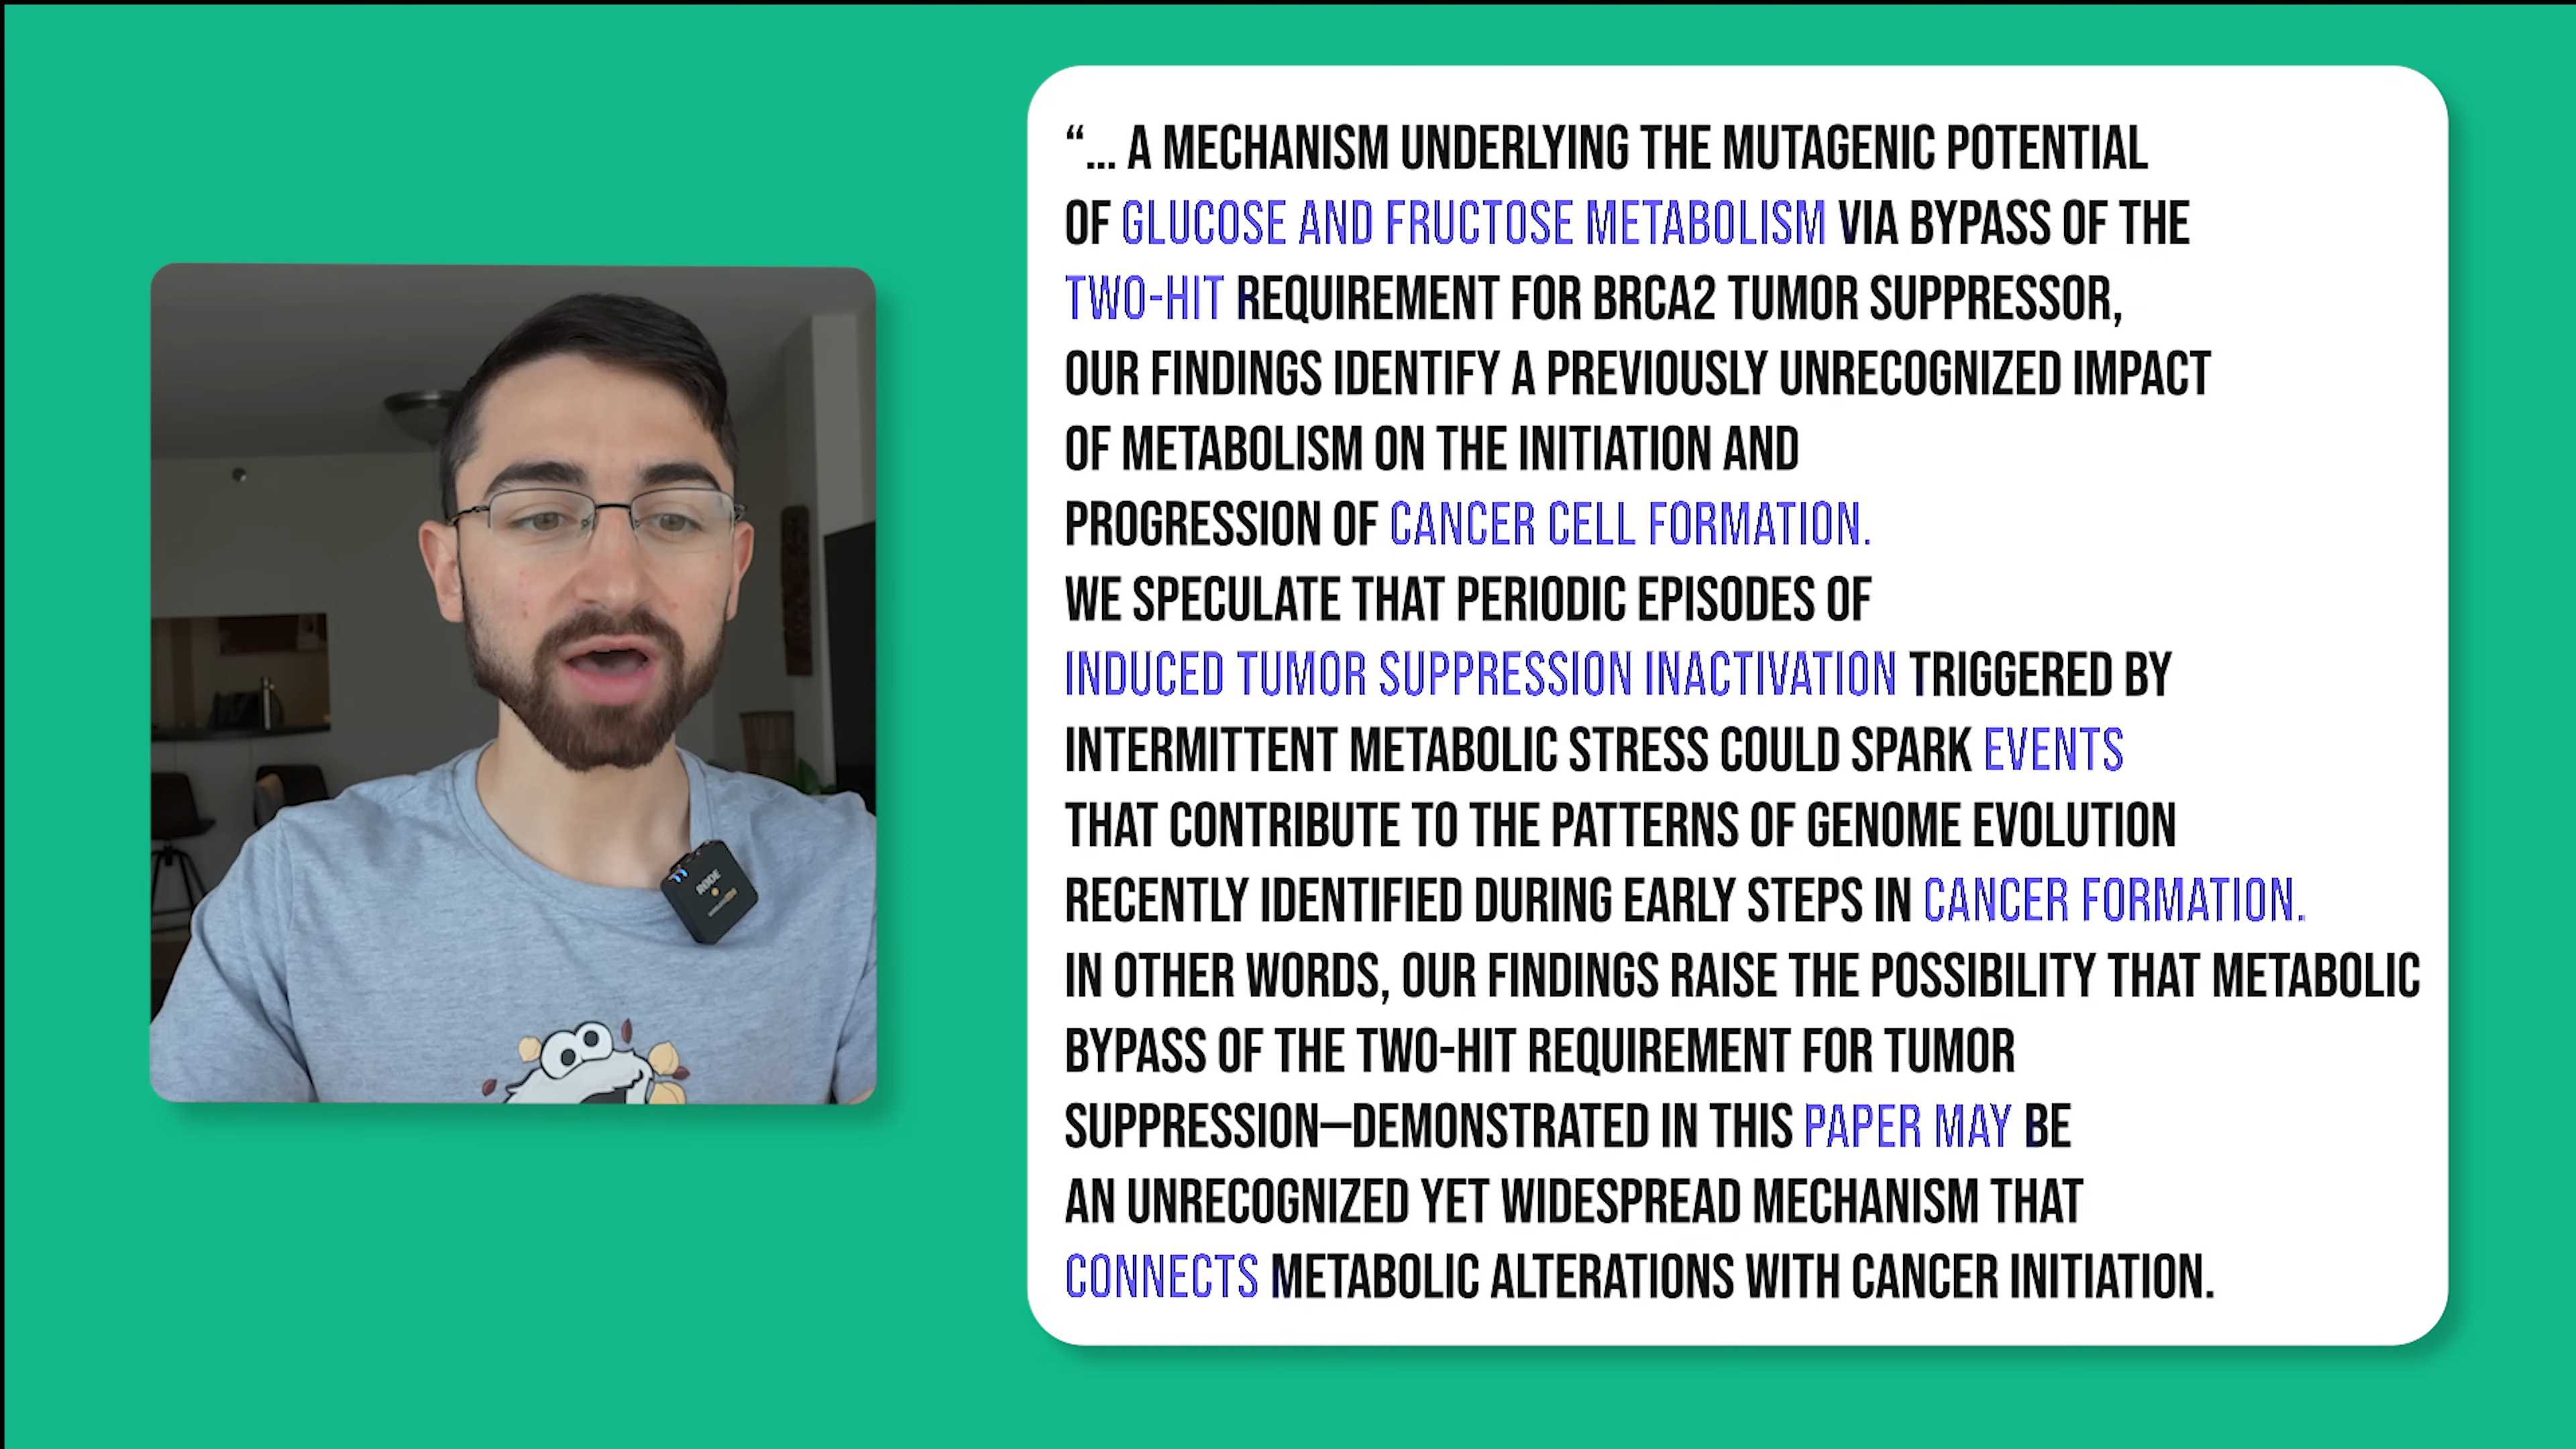 “... A MECHANISM UNDERLYING THE MUTAGENIC POTENTIAL
OF GLUCOSE AND FRUCTOSE METABOLISM VIA BYPASS OF THE
TWO-HIT REQUIREMENT FOR BRCA2 TUMOR SUPPRESSOR,
OUR FINDINGS IDENTIFY A PREVIOUSLY UNRECOGNIZED IMPACT
OF METABOLISM ON THE INITIATION AND
PROGRESSION OF CANCER CELL FORMATION.
WE SPECULATE THAT PERIODIC EPISODES OF
INDUCED TUMOR SUPPRESSION INACTIVATION TRIGGERED BY
INTERMITTENT METABOLIC STRESS COULD SPARK EVENTS
THAT CONTRIBUTE TO THE PATTERNS OF GENOME EVOLUTION
RECENTLY IDENTIFIED DURING EARLY STEPS IN CANCER FORMATION.
IN OTHER WORDS, OUR FINDINGS RAISE THE POSSIBILITY THAT METABOLIC
BYPASS OF THE TWO-HIT REQUIREMENT FOR TUMOR
SUPPRESSION—DEMONSTRATED IN THIS PAPER MAY BE
AN UNRECOGNIZED YET WIDESPREAD MECHANISM THAT
CONNECTS METABOLIC ALTERATIONS WITH CANCER INITIATION.
RODE